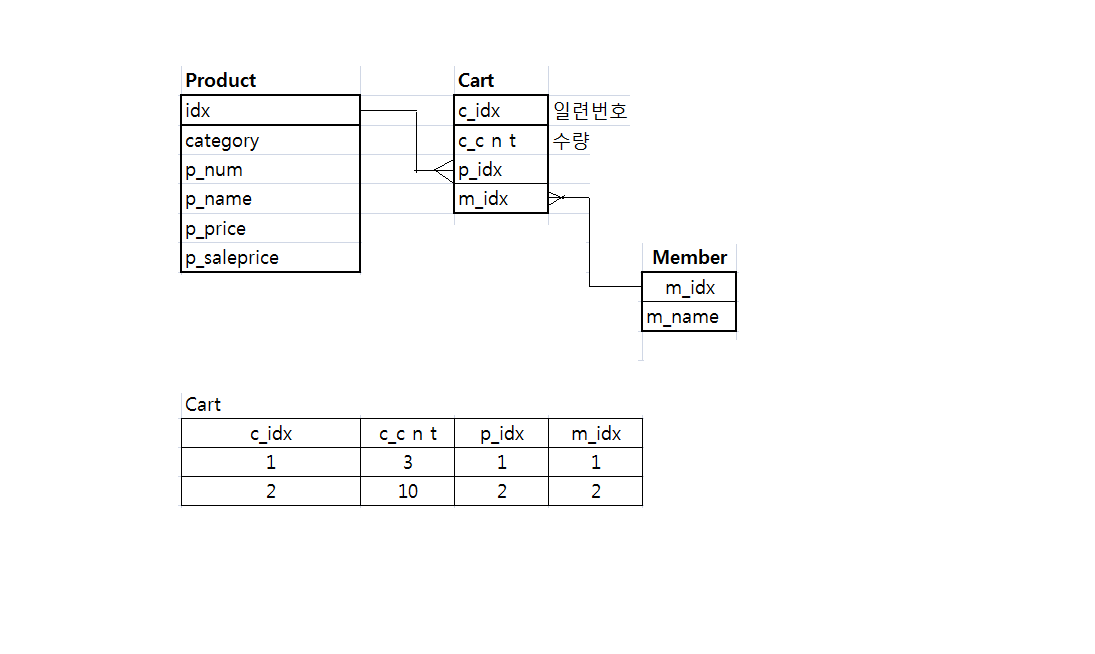 Product
Cart
idx
c_idx 일련번호
category
c_c n t 수량
p_num
p_idx
p_name
m_idx
p_price
p_saleprice
Member
m_idx
m_name
Cart
c_idx c_c n t p_idx m_idx
1 3 1 1
2 10 2 2